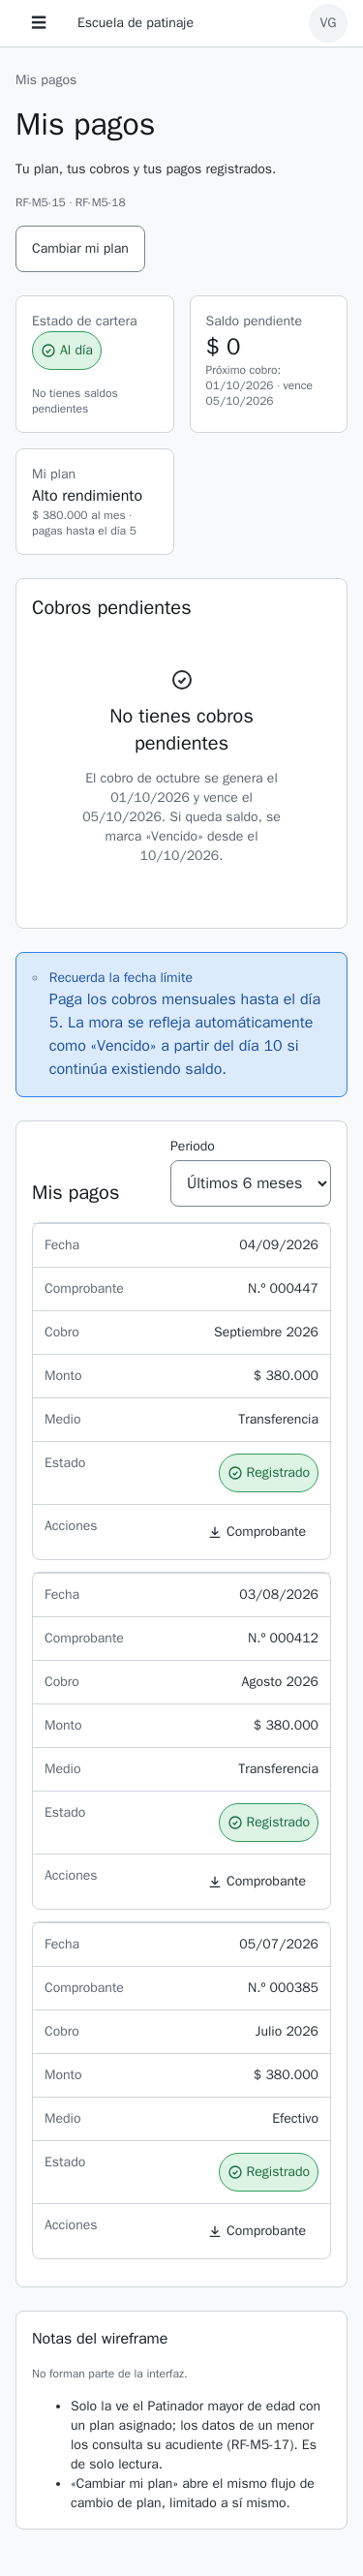 Escuela de patinaje
VG
Mis pagos
Mis pagos
Tu plan, tus cobros y tus pagos registrados.
RF-M5-15 · RF-M5-18
Cambiar mi plan
Estado de cartera
Al día
No tienes saldos
pendientes
Saldo pendiente
$ 0
Próximo cobro:
01/10/2026 · vence
05/10/2026
Mi plan
Alto rendimiento
$ 380.000 al mes ·
pagas hasta el día 5
Cobros pendientes
No tienes cobros
pendientes
El cobro de octubre se genera el
01/10/2026 y vence el
05/10/2026. Si queda saldo, se
marca «Vencido» desde el
10/10/2026.
Recuerda la fecha límite
Paga los cobros mensuales hasta el día
5. La mora se refleja automáticamente
como «Vencido» a partir del día 10 si
continúa existiendo saldo.
Mis pagos
Periodo
Últimos 6 meses
Fecha 04/09/2026
Comprobante N.º 000447
Cobro Septiembre 2026
Monto $ 380.000
Medio Transferencia
Estado Registrado
Acciones Comprobante
Fecha 03/08/2026
Comprobante N.º 000412
Cobro Agosto 2026
Monto $ 380.000
Medio Transferencia
Estado Registrado
Acciones Comprobante
Fecha 05/07/2026
Comprobante N.º 000385
Cobro Julio 2026
Monto $ 380.000
Medio Efectivo
Estado Registrado
Acciones Comprobante
Notas del wireframe
No forman parte de la interfaz.
• Solo la ve el Patinador mayor de edad con
un plan asignado; los datos de un menor
los consulta su acudiente (RF-M5-17). Es
de solo lectura.
• «Cambiar mi plan» abre el mismo flujo de
cambio de plan, limitado a sí mismo.